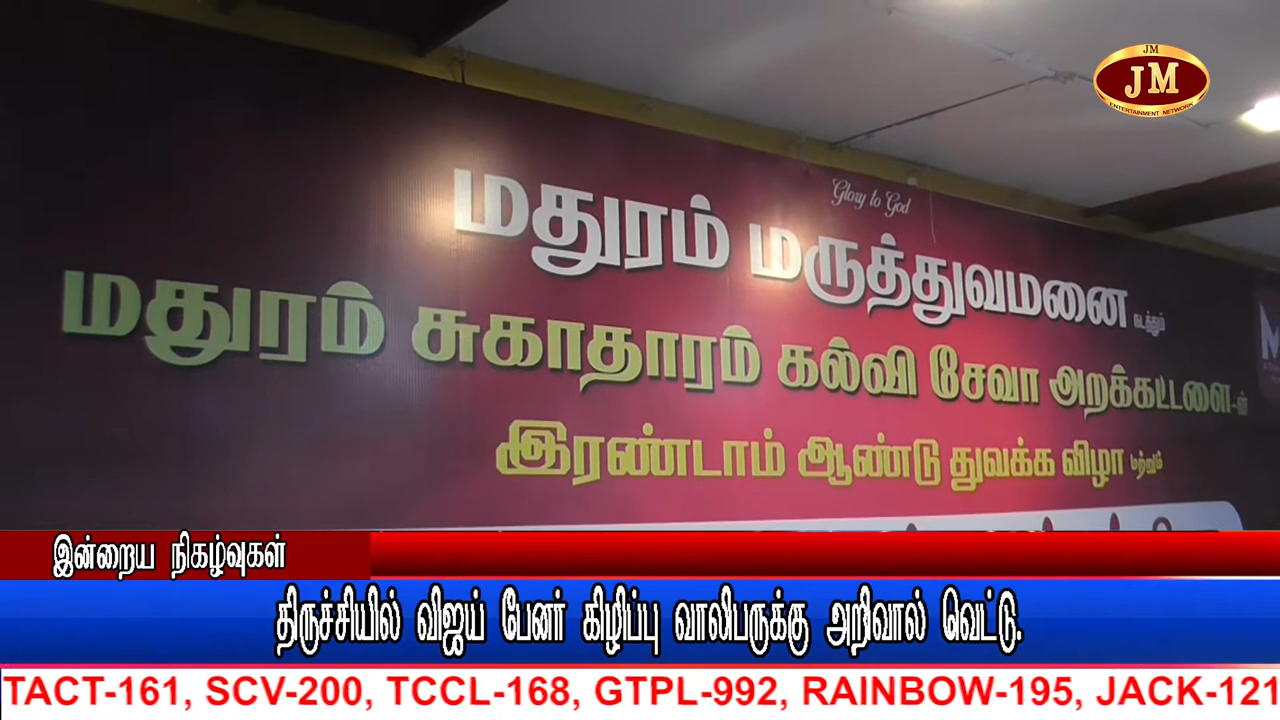 JM
JM
ENTERTAINMENT NETWORK
Glory to God
மதுரம் மருத்துவமனை நடத்தும்
மதுரம் சுகாதாரம் கல்வி சேவா அறக்கட்டளை-ன்
இரண்டாம் ஆண்டு துவக்க விழா மற்றும்
இன்றைய நிகழ்வுகள்
திருச்சியில் விஜய் பேனர் கிழிப்பு வாலிபருக்கு அறிவால் வெட்டு.
TACT-161, SCV-200, TCCL-168, GTPL-992, RAINBOW-195, JACK-121